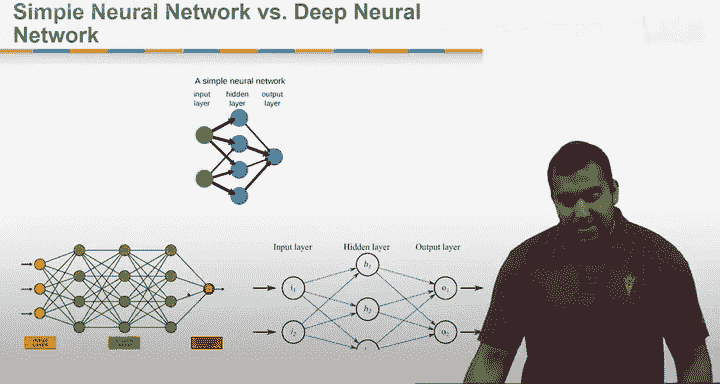 Simple Neural Network vs. Deep Neural
Network
A simple neural network
input
layer
hidden
layer
output
layer
Input layer
Hidden layer
Output layer
i₁
i₂
h₁
h₂
o₁
o₂